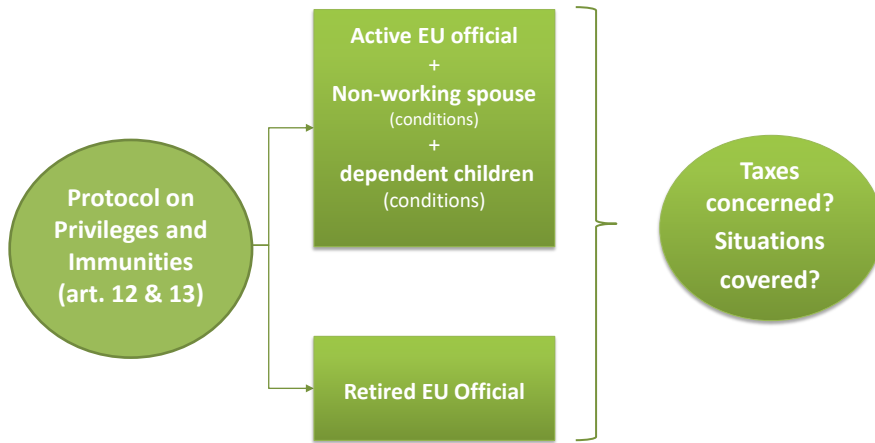 Protocol on
Privileges and
Immunities
(art. 12 & 13)
Active EU official
+
Non-working spouse
(conditions)
+
dependent children
(conditions)
Retired EU Official
Taxes
concerned?
Situations
covered?